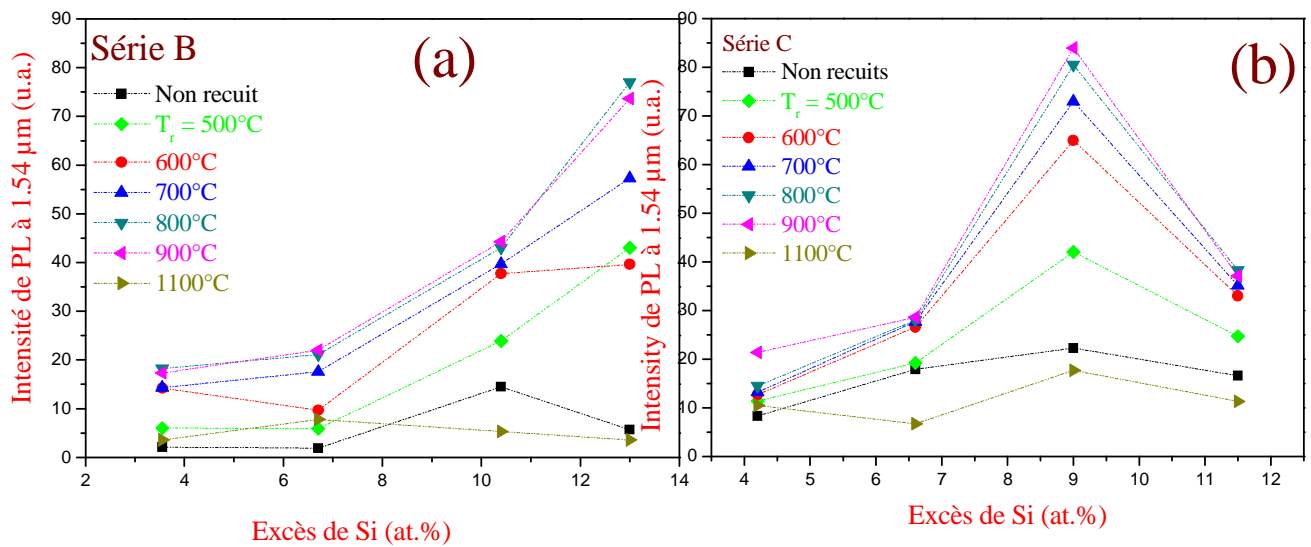 Série B
(a)
Non recuit
T_r = 500°C
600°C
700°C
800°C
900°C
1100°C
Intensité de PL à 1.54 µm (u.a.)
90
80
70
60
50
40
30
20
10
0
2
4
6
8
10
12
14
Excès de Si (at.%)
Série C
(b)
Non recuits
T_r = 500°C
600°C
700°C
800°C
900°C
1100°C
Intensity de PL à 1.54 µm (u.a.)
90
80
70
60
50
40
30
20
10
0
4
5
6
7
8
9
10
11
12
Excès de Si (at.%)